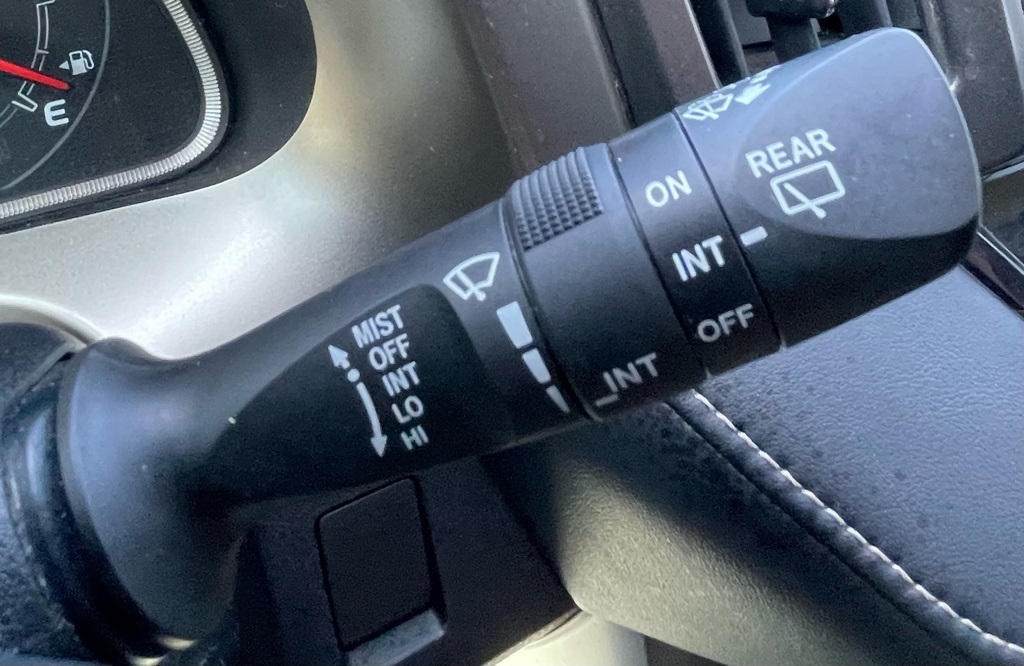 E
MIST
OFF
INT
LO
HI
INT
ON
INT
OFF
REAR